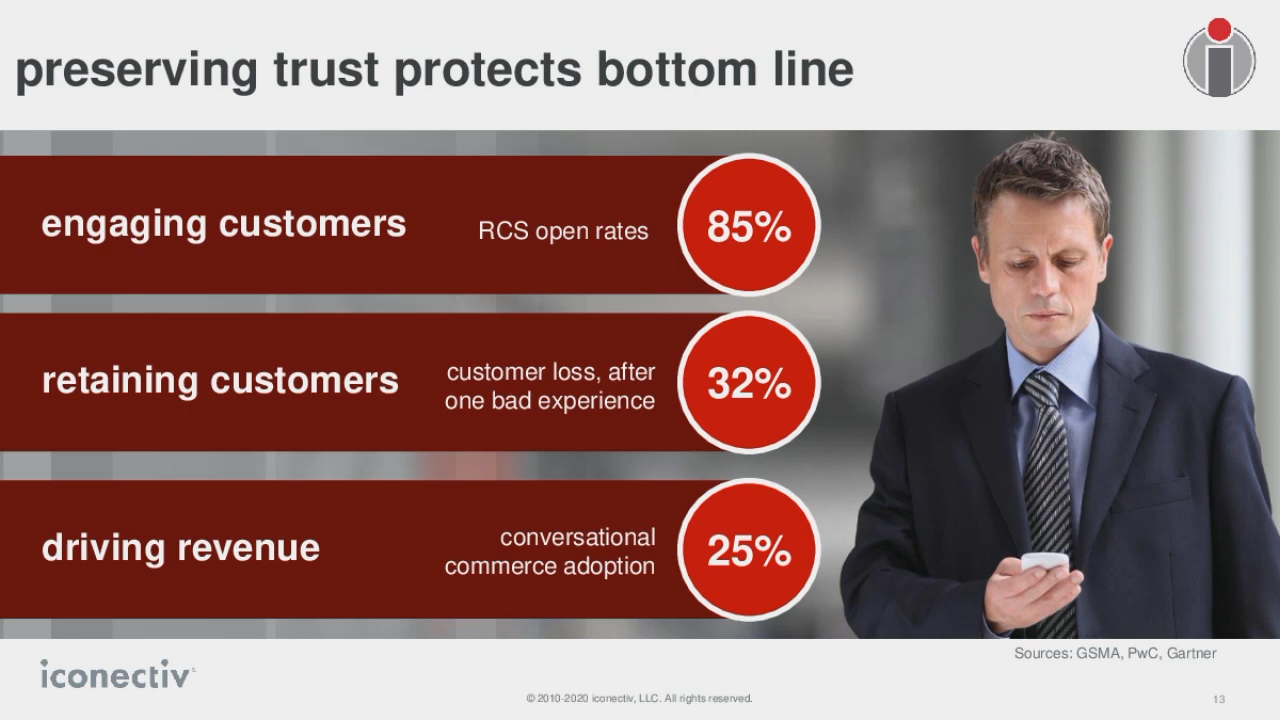 preserving trust protects bottom line
engaging customers
RCS open rates
85%
retaining customers
customer loss, after
one bad experience
32%
driving revenue
conversational
commerce adoption
25%
Sources: GSMA, PwC, Gartner
iconectiv
© 2010-2020 iconectiv, LLC. All rights reserved.
13